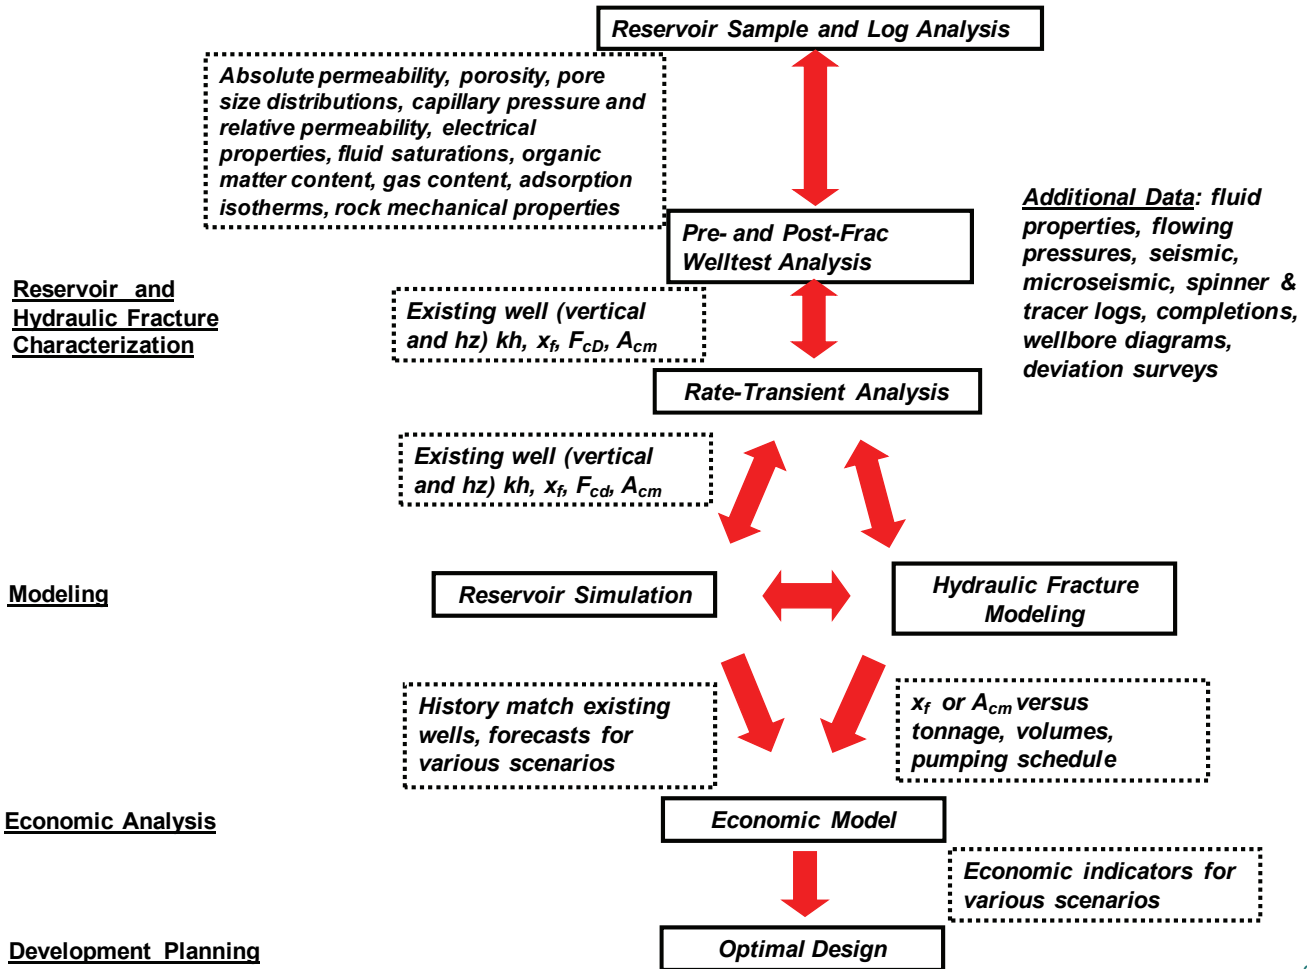 Reservoir Sample and Log Analysis
Absolute permeability, porosity, pore
size distributions, capillary pressure and
relative permeability, electrical
properties, fluid saturations, organic
matter content, gas content, adsorption
isotherms, rock mechanical properties
Additional Data: fluid
properties, flowing
pressures, seismic,
microseismic, spinner &
tracer logs, completions,
wellbore diagrams,
deviation surveys
Pre- and Post-Frac
Welltest Analysis
Reservoir and
Hydraulic Fracture
Characterization
Existing well (vertical
and hz) kh, xf, FcD, Acm
Rate-Transient Analysis
Existing well (vertical
and hz) kh, xf, Fcd, Acm
Modeling
Reservoir Simulation
Hydraulic Fracture
Modeling
History match existing
wells, forecasts for
various scenarios
xf or Acm versus
tonnage, volumes,
pumping schedule
Economic Analysis
Economic Model
Economic indicators for
various scenarios
Development Planning
Optimal Design